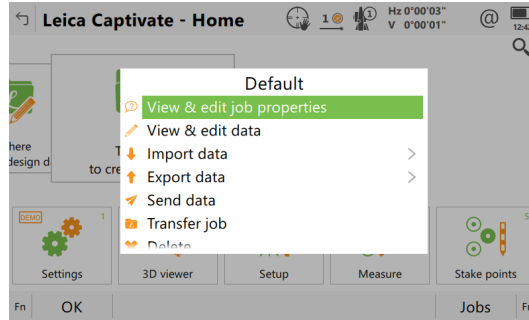 Leica Captivate - Home
1
1
Hz 0°00'03"
V 0°00'01"
@
Default
View & edit job properties
View & edit data
Import data
Export data
Send data
Transfer job
Delete
here
design d
to cre
DEMO
1
Settings
3D viewer
Setup
Measure
Stake points
Fn
OK
Jobs